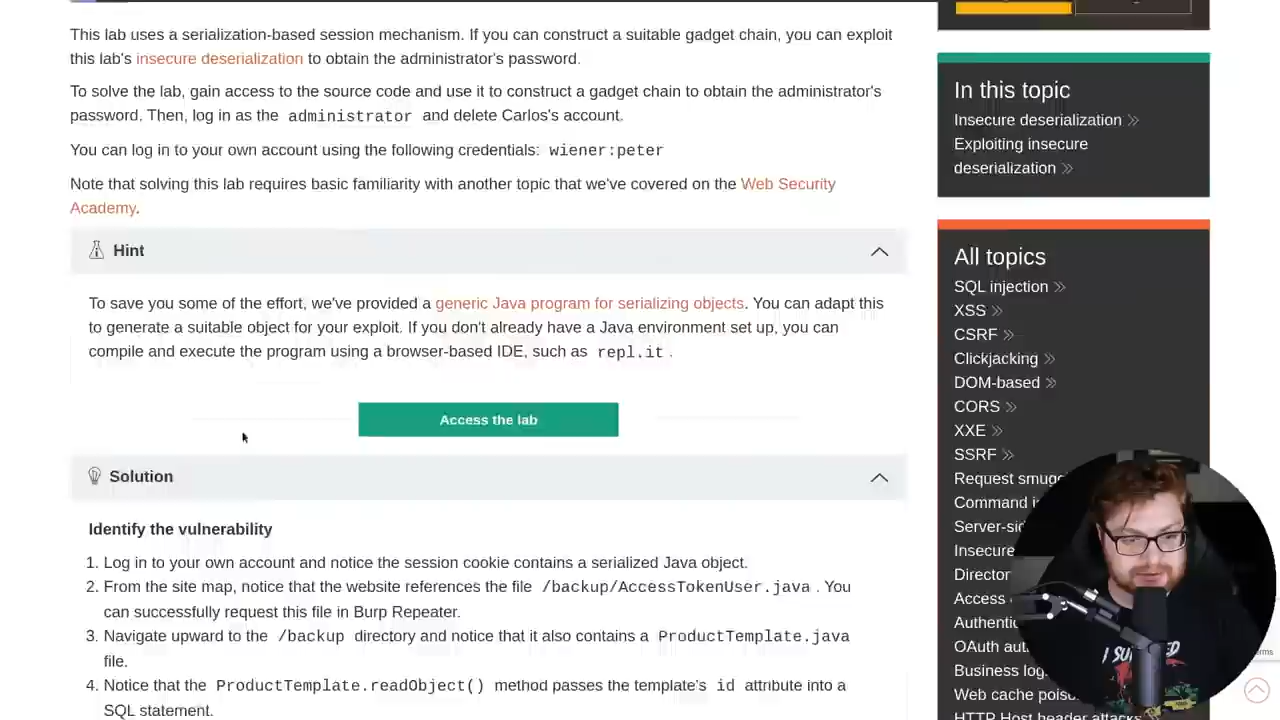 This lab uses a serialization-based session mechanism. If you can construct a suitable gadget chain, you can exploit
this lab's insecure deserialization to obtain the administrator's password.
To solve the lab, gain access to the source code and use it to construct a gadget chain to obtain the administrator's
password. Then, log in as the administrator and delete Carlos's account.
You can log in to your own account using the following credentials: wiener:peter
Note that solving this lab requires basic familiarity with another topic that we've covered on the Web Security
Academy.
Hint
To save you some of the effort, we've provided a generic Java program for serializing objects. You can adapt this
to generate a suitable object for your exploit. If you don't already have a Java environment set up, you can
compile and execute the program using a browser-based IDE, such as repl.it .
Access the lab
Solution
Identify the vulnerability
1. Log in to your own account and notice the session cookie contains a serialized Java object.
2. From the site map, notice that the website references the file /backup/AccessTokenUser.java . You
can successfully request this file in Burp Repeater.
3. Navigate upward to the /backup directory and notice that it also contains a ProductTemplate.java
file.
4. Notice that the ProductTemplate.readObject() method passes the template's id attribute into a
SQL statement.
In this topic
Insecure deserialization
Exploiting insecure
deserialization
All topics
SQL injection
XSS
CSRF
Clickjacking
DOM-based
CORS
XXE
SSRF
Request smug
Command i
Server-sid
Insecure
Director
Access
Authentic
OAuth aut
Business log
Web cache poiso
HTTP Host header attacks